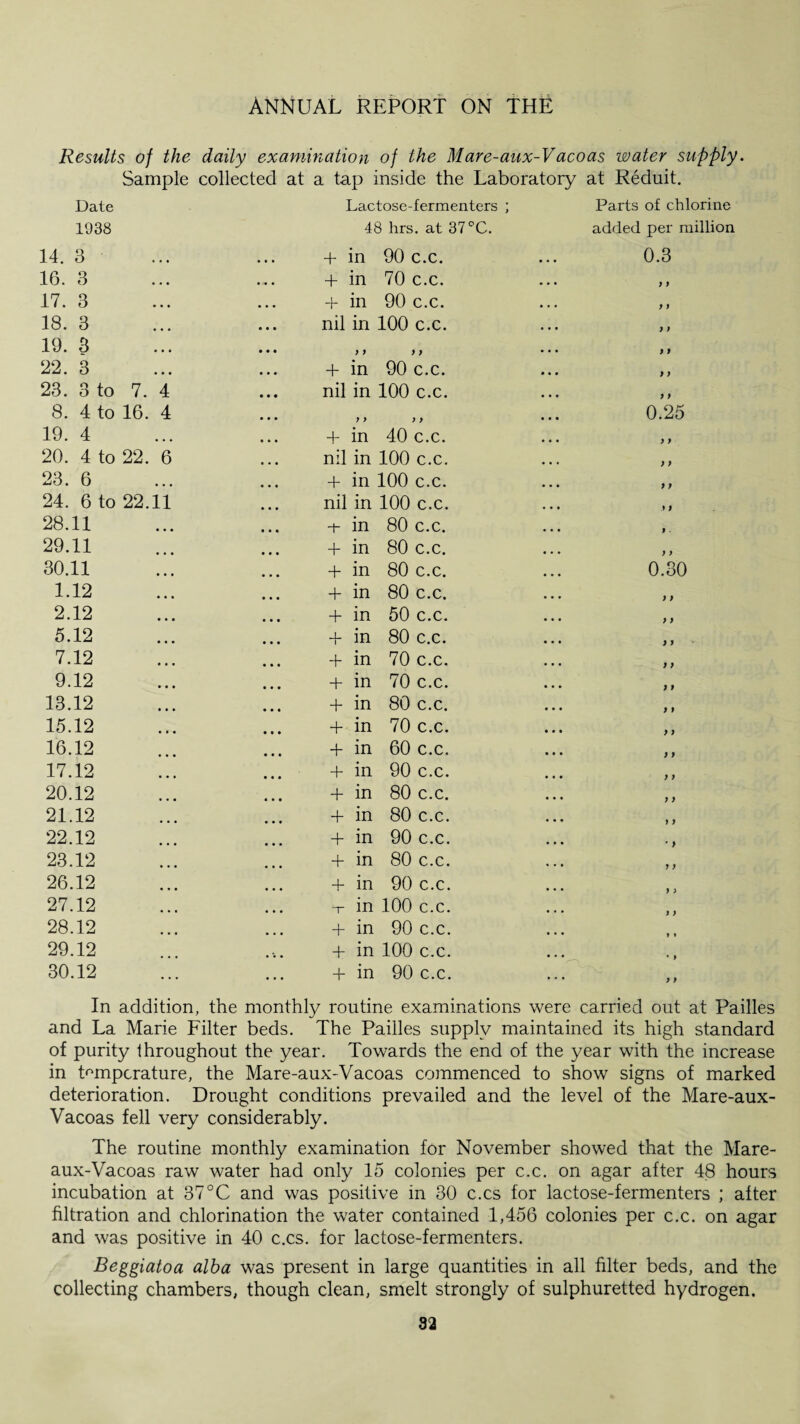 ANNUAL REPORT ON THE
Results of the daily examination of the Mare-aux-Vacoas water supply.
Sample collected at a tap inside the Laboratory at Réduit.
Date Lactose-fermenters ; Parts of chlorine
1938 48 hrs. at 37°C. added per million
14. 3 ... ... + in 90 c.c. ... 0.3
16. 3 ... ... + in 70 c.c. ... ,,
17. 3 ... ... + in 90 c.c. ... ,,
18. 3 ... ... nil in 100 c.c. ... ,,
19. 3 ... ... ,, ,, ... ,,
22. 3 ... ... + in 90 c.c. ... ,,
23. 3 to 7. 4 ... nil in 100 c.c. ... ,,
8. 4 to 16. 4 ... ,, ,, ... 0.25
19. 4 ... ... + in 40 c.c. ... ,,
20. 4 to 22. 6 ... nil in 100 c.c. ... ,,
23. 6 ... ... + in 100 c.c. ... ,,
24. 6 to 22.11 ... nil in 100 c.c. ... ,,
28.11 ... ... + in 80 c.c. ... ,,
29.11 ... ... + in 80 c.c. ... ,,
30.11 ... ... + in 80 c.c. ... 0.30
1.12 ... ... + in 80 c.c. ... ,,
2.12 ... ... + in 50 c.c. ... ,,
5.12 ... ... + in 80 c.c. ... ,,
7.12 ... ... + in 70 c.c. ... ,,
9.12 ... ... + in 70 c.c. ... ,,
13.12 ... ... + in 80 c.c. ... ,,
15.12 ... ... + in 70 c.c. ... ,,
16.12 ... ... + in 60 c.c. ... ,,
17.12 ... ... + in 90 c.c. ... ,,
20.12 ... ... + in 80 c.c. ... ,,
21.12 ... ... + in 80 c.c. ... ,,
22.12 ... ... + in 90 c.c. ... ,,
23.12 ... ... + in 80 c.c. ... ,,
26.12 ... ... + in 90 c.c. ... ,,
27.12 ... ... + in 100 c.c. ... ,,
28.12 ... ... + in 90 c.c. ... ,,
29.12 ... ... + in 100 c.c. ... ,,
30.12 ... ... + in 90 c.c. ... ,,
In addition, the monthly routine examinations were carried out at Pailles
and La Marie Filter beds. The Pailles supply maintained its high standard
of purity throughout the year. Towards the end of the year with the increase
in temperature, the Mare-aux-Vacoas commenced to show signs of marked
deterioration. Drought conditions prevailed and the level of the Mare-aux-
Vacoas fell very considerably.
The routine monthly examination for November showed that the Mare-
aux-Vacoas raw water had only 15 colonies per c.c. on agar after 48 hours
incubation at 37°C and was positive in 30 c.cs for lactose-fermenters ; after
filtration and chlorination the water contained 1,456 colonies per c.c. on agar
and was positive in 40 c.cs. for lactose-fermenters.
Beggiatoa alba was present in large quantities in all filter beds, and the
collecting chambers, though clean, smelt strongly of sulphuretted hydrogen.
32